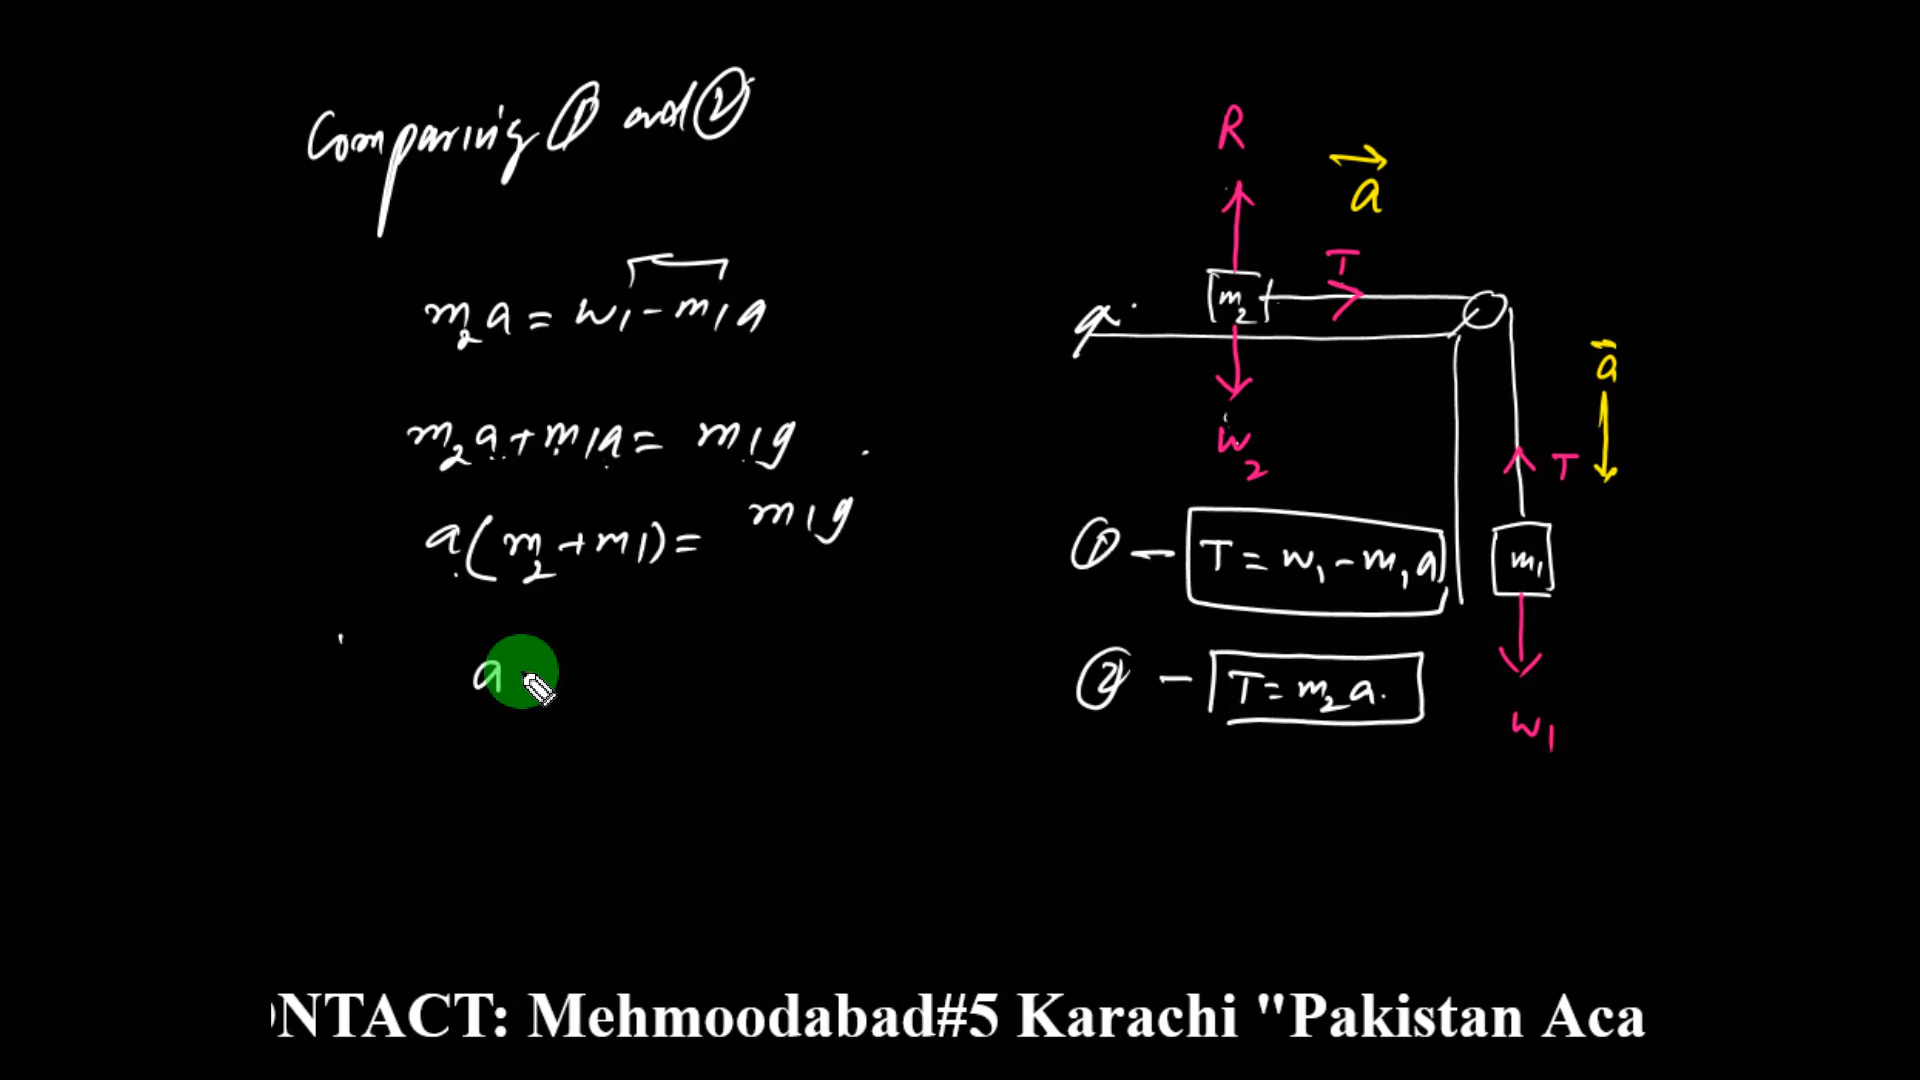 Comparing ① and ②
m₂a = w₁ - m₁a
m₂a + m₁a = m₁g
a(m₂ + m₁) = m₁g
a
R
a
T
m₂
a
w₂
T
① - T = w₁ - m₁a
m₁
② - T = m₂a.
w₁
ONTACT: Mehmoodabad#5 Karachi "Pakistan Aca